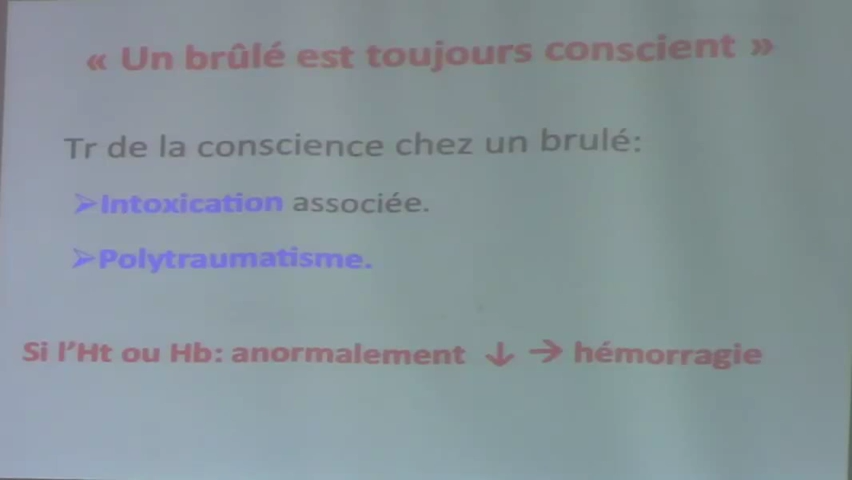 « Un brûlé est toujours conscient »
Tr de la conscience chez un brulé:
➢Intoxication associée.
➢Polytraumatisme.
Si l’Ht ou Hb: anormalement ↓ → hémorragie